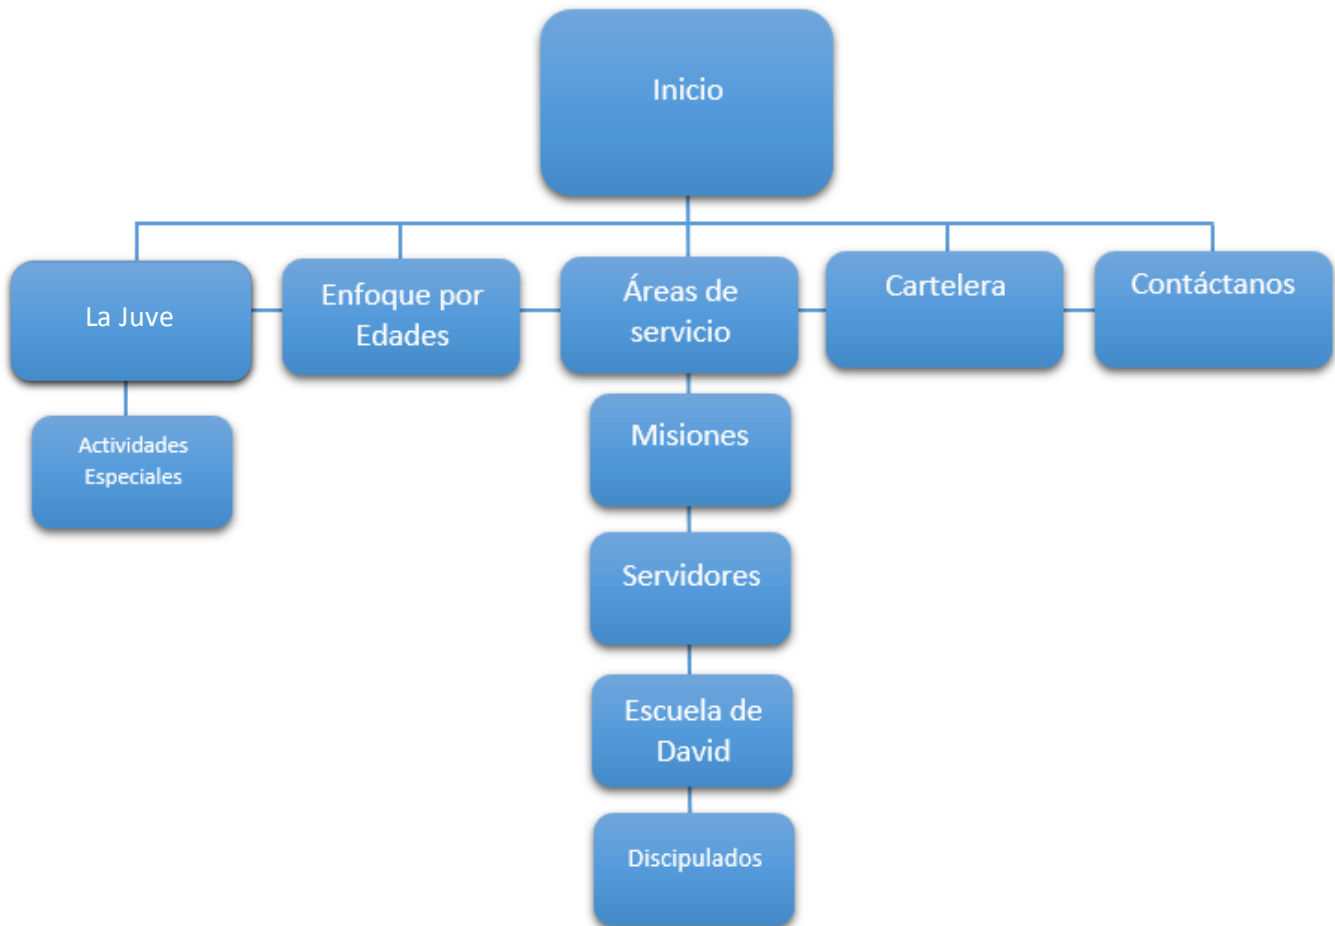 Inicio
La Juve
Enfoque por
Edades
Áreas de
servicio
Cartelera
Contáctanos
Actividades
Especiales
Misiones
Servidores
Escuela de
David
Discipulados